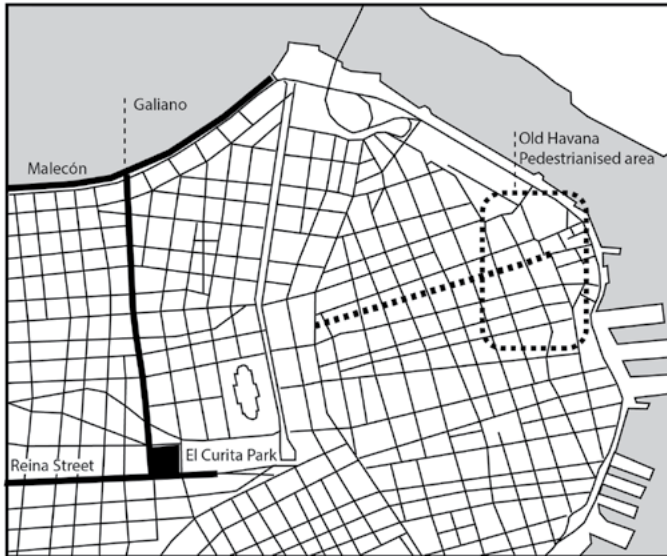 Galiano
Malecón
Old Havana
Pedestrianised area
El Curita Park
Reina Street